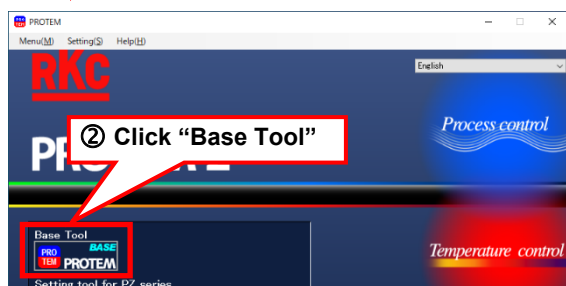 PROTEM
Menu(M) Setting(S) Help(H)
RKC
English
② Click “Base Tool”
Process control
Base Tool
PRO TEM BASE PROTEM
Temperature control
Setting tool for PZ series